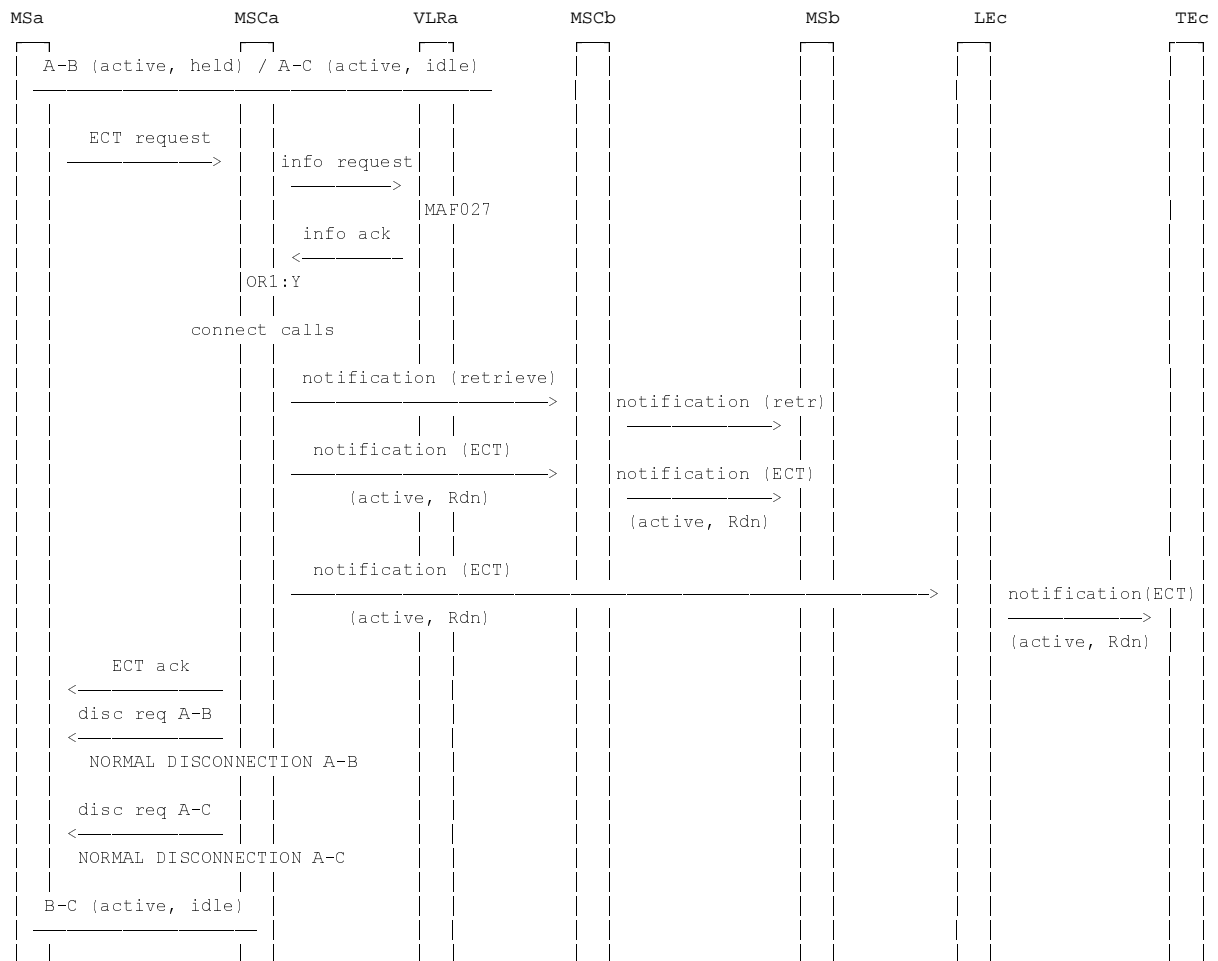 MSa MSCa VLRa MSCb MSb LEc TEc
A-B (active, held) / A-C (active, idle)
ECT request
info request
MAF027
info ack
OR1:Y
connect calls
notification (retrieve)
notification (retr)
notification (ECT)
notification (ECT)
(active, Rdn)
(active, Rdn)
notification (ECT)
notification(ECT)
(active, Rdn)
(active, Rdn)
ECT ack
disc req A-B
NORMAL DISCONNECTION A-B
disc req A-C
NORMAL DISCONNECTION A-C
B-C (active, idle)